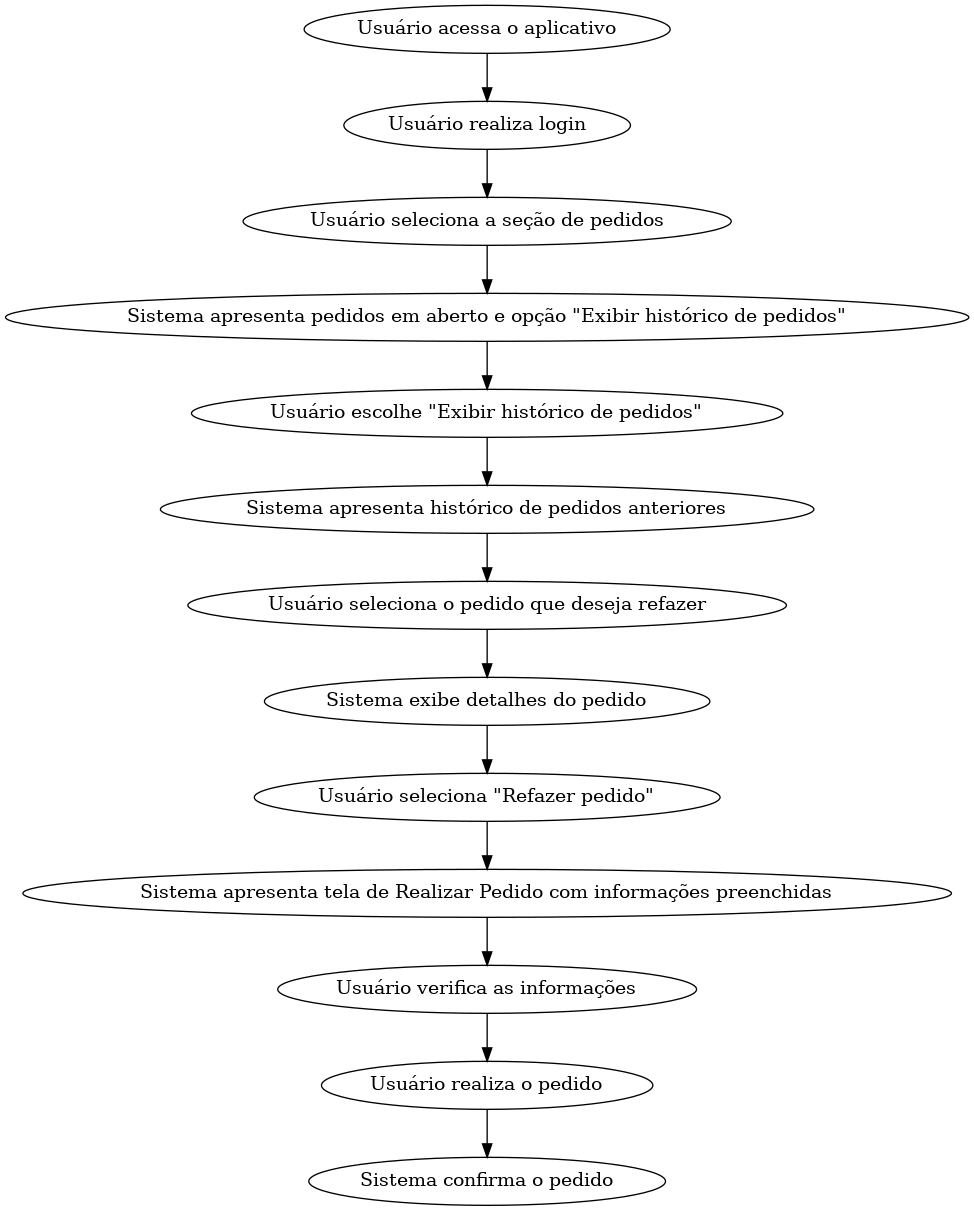 Usuário acessa o aplicativo
Usuário realiza login
Usuário seleciona a seção de pedidos
Sistema apresenta pedidos em aberto e opção "Exibir histórico de pedidos"
Usuário escolhe "Exibir histórico de pedidos"
Sistema apresenta histórico de pedidos anteriores
Usuário seleciona o pedido que deseja refazer
Sistema exibe detalhes do pedido
Usuário seleciona "Refazer pedido"
Sistema apresenta tela de Realizar Pedido com informações preenchidas
Usuário verifica as informações
Usuário realiza o pedido
Sistema confirma o pedido